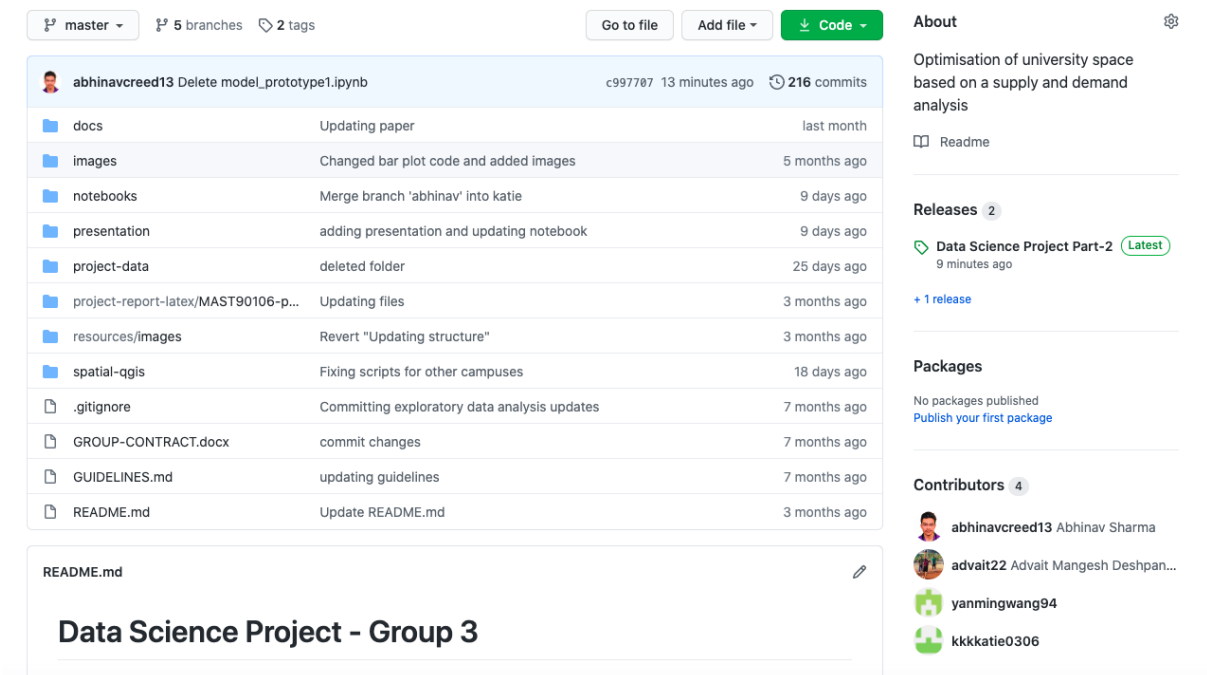 master 5 branches 2 tags Go to file Add file Code
abhinavcreed13 Delete model_prototype1.ipynb c997707 13 minutes ago 216 commits
docs Updating paper last month
images Changed bar plot code and added images 5 months ago
notebooks Merge branch 'abhinav' into katie 9 days ago
presentation adding presentation and updating notebook 9 days ago
project-data deleted folder 25 days ago
project-report-latex/MAST90106-p... Updating files 3 months ago
resources/images Revert "Updating structure" 3 months ago
spatial-qgis Fixing scripts for other campuses 18 days ago
.gitignore Committing exploratory data analysis updates 7 months ago
GROUP-CONTRACT.docx commit changes 7 months ago
GUIDELINES.md updating guidelines 7 months ago
README.md Update README.md 3 months ago
README.md
Data Science Project - Group 3
About
Optimisation of university space
based on a supply and demand
analysis
Readme
Releases 2
Data Science Project Part-2 Latest
9 minutes ago
+ 1 release
Packages
No packages published
Publish your first package
Contributors 4
abhinavcreed13 Abhinav Sharma
advait22 Advait Mangesh Deshpan...
yanmingwang94
kkkkatie0306